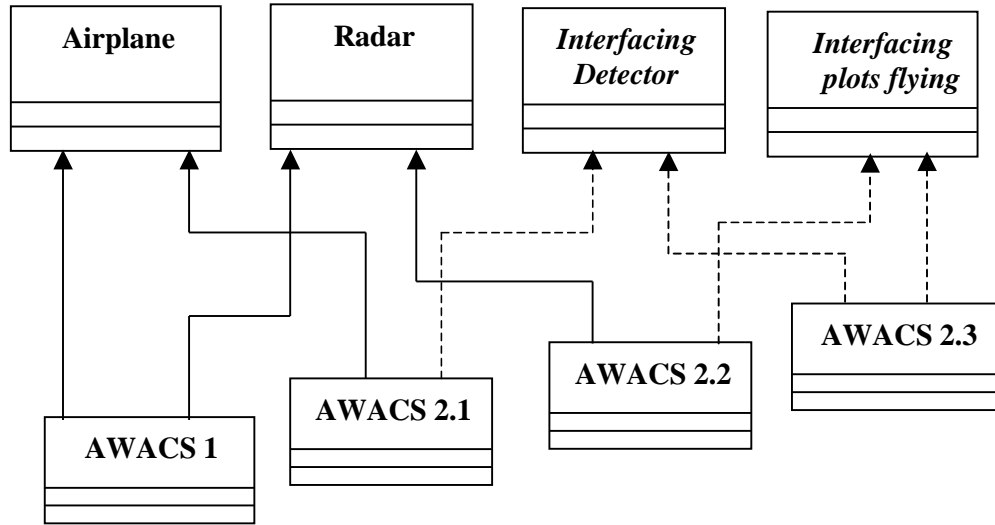 Airplane
Radar
Interfacing
Detector
Interfacing
plots flying
AWACS 2.3
AWACS 2.2
AWACS 2.1
AWACS 1